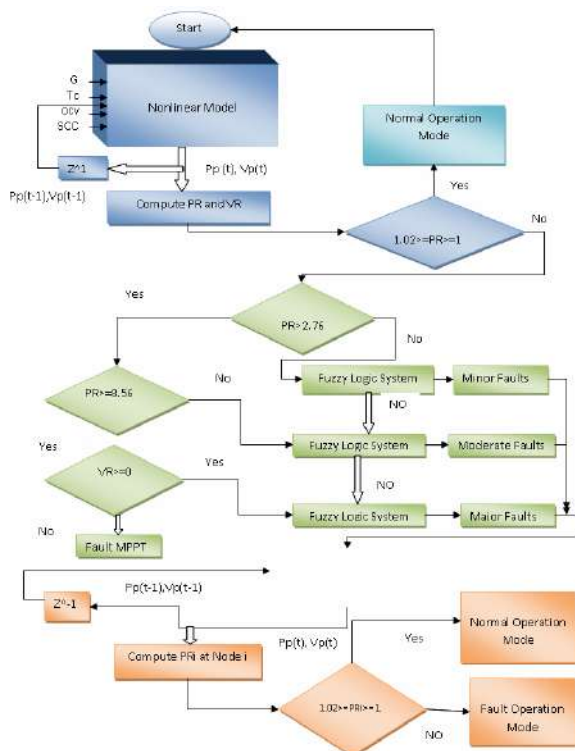 Start
G
Tc
OCV
SCC
Nonlinear Model
Normal Operation
Mode
Z^1
Pp(t), Vp(t)
Pp(t-1),Vp(t-1)
Compute PR and VR
Yes
No
1.02>=PR>=1
Yes
PR>2.76
No
PR>=8.56
No
Fuzzy Logic System
Minor Faults
NO
Fuzzy Logic System
Moderate Faults
Yes
VR>=0
Yes
NO
Fuzzy Logic System
Major Faults
No
Fault MPPT
Pp(t-1),Vp(t-1)
Z^-1
Compute PRi at Node i
Pp(t), Vp(t)
Yes
Normal Operation
Mode
1.02>=PRi>=1
NO
Fault Operation
Mode